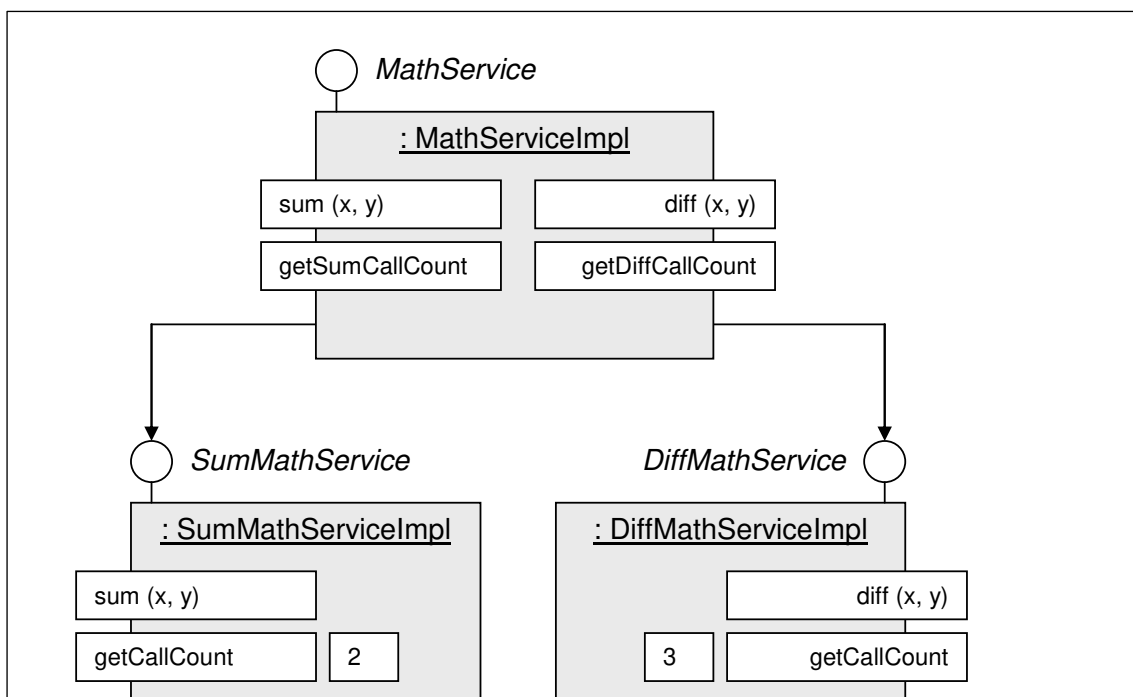 MathService
: MathServiceImpl
sum (x, y)
diff (x, y)
getSumCallCount
getDiffCallCount
SumMathService
DiffMathService
: SumMathServiceImpl
: DiffMathServiceImpl
sum (x, y)
diff (x, y)
getCallCount
2
3
getCallCount